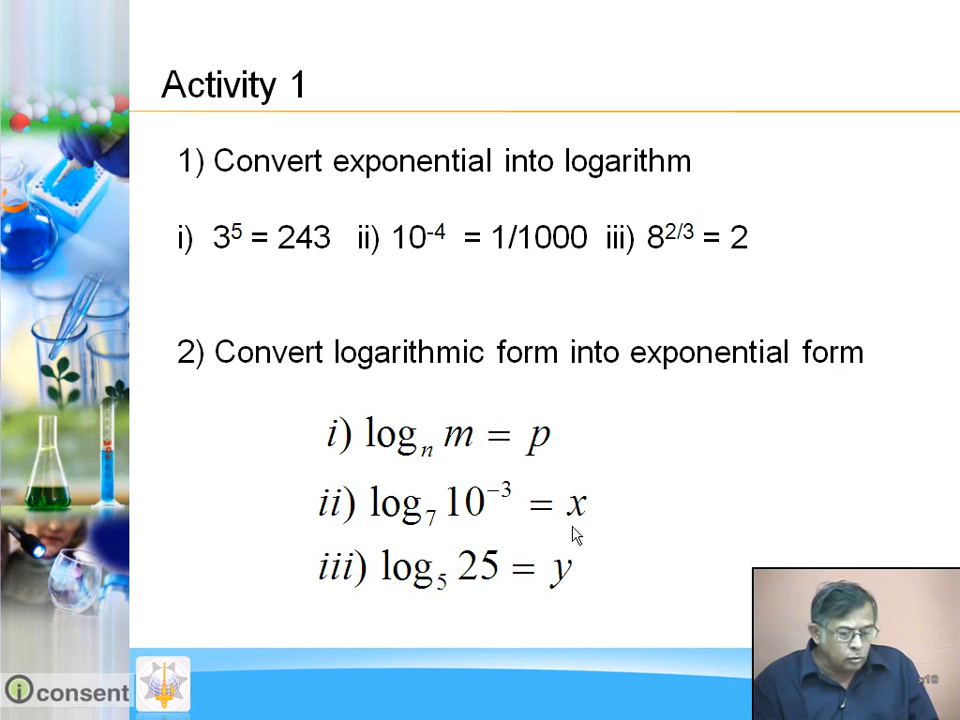 Activity 1
1) Convert exponential into logarithm
i) 3⁵ = 243 ii) 10⁻⁴ = 1/1000 iii) 8²ᐟ³ = 2
2) Convert logarithmic form into exponential form
i) logₙ m = p
ii) log₇ 10⁻³ = x
iii) log₅ 25 = y
iconsent